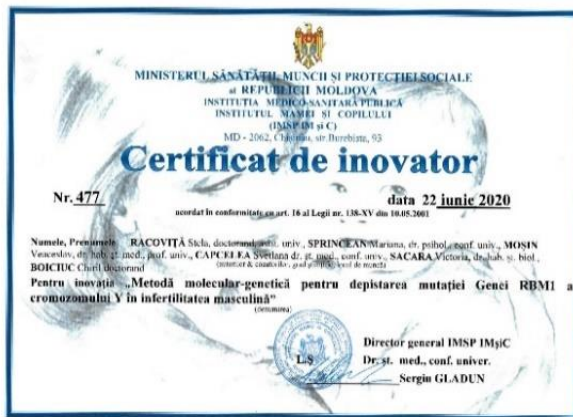 MINISTERUL SĂNĂTĂȚII, MUNCII ȘI PROTECȚIEI SOCIALE
al REPUBLICII MOLDOVA
INSTITUȚIA MEDICO-SANITARĂ PUBLICĂ
INSTITUTUL MAMEI ȘI COPILULUI
(IMSP IM și C)
MD - 2062, Chișinău, str. Burebista, 93
Certificat de inovator
Nr. 477 data 22 iunie 2020
acordat în conformitate cu art. 16 al Legii nr. 138-XV din 10.05.2001
Numele, Prenumele RACOVIȚĂ Stela, doctorand, univ., SPRINCEAN Mariana, dr. psihol., conf. univ., MOȘIN
Veaceslav, dr. hab. șt. med., prof. univ., CAPCELEA Svetlana dr. șt. med., conf. univ., SACARA Victoria, dr. hab. șt. biol.,
BOICIUC Chiril doctorand
Pentru inovația „Metodă molecular-genetică pentru depistarea mutației Genei RBM1 a
cromozomului Y în infertilitatea masculină”
(denumirea)
Director general IMSP IMșiC
L.Ș Dr. șt. med., conf. univer.
Sergiu GLADUN